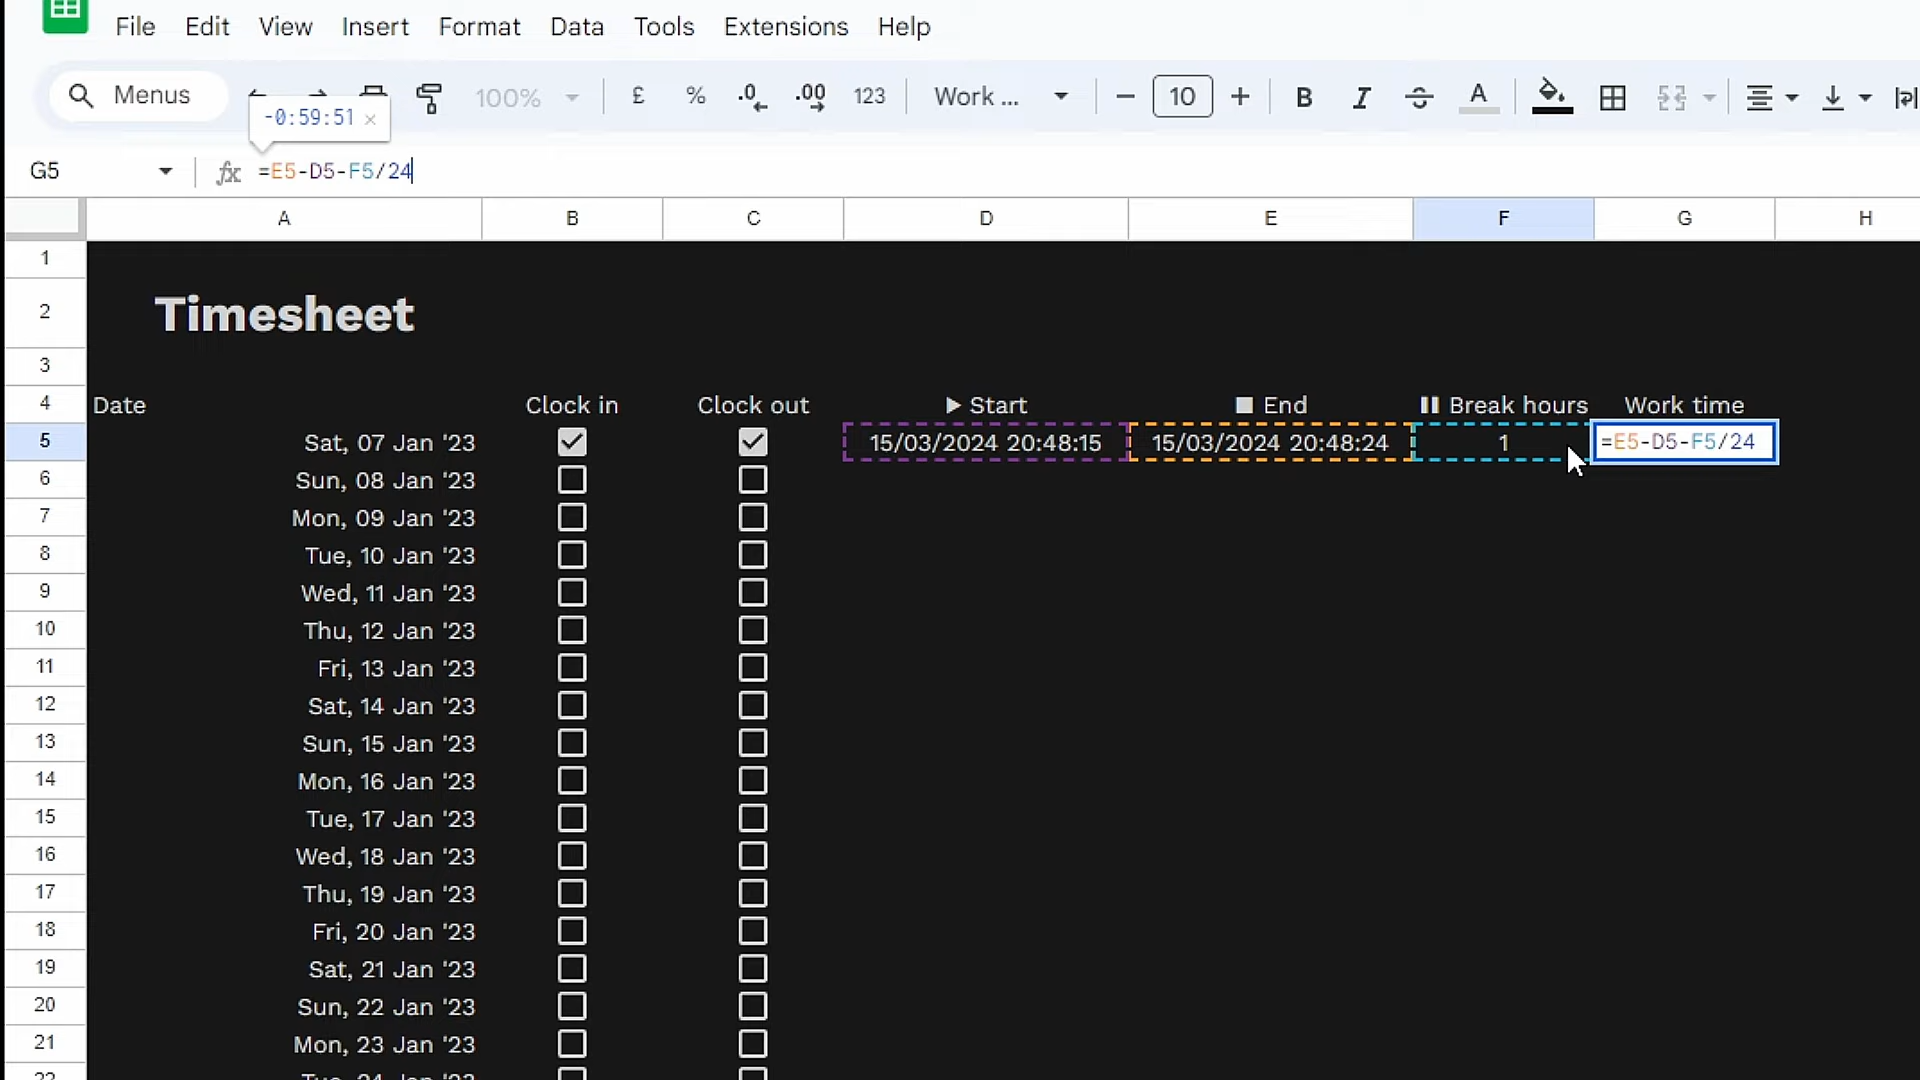 File Edit View Insert Format Data Tools Extensions Help
Menus 100% £ % .0 .00 123 Work ... − 10 + B I S A
-0:59:51 ×
G5 fx =E5-D5-F5/24
A B C D E F G H
1
2 Timesheet
3
4 Date Clock in Clock out ▶ Start ■ End ⏸ Break hours Work time
5 Sat, 07 Jan '23 15/03/2024 20:48:15 15/03/2024 20:48:24 1 =E5-D5-F5/24
6 Sun, 08 Jan '23
7 Mon, 09 Jan '23
8 Tue, 10 Jan '23
9 Wed, 11 Jan '23
10 Thu, 12 Jan '23
11 Fri, 13 Jan '23
12 Sat, 14 Jan '23
13 Sun, 15 Jan '23
14 Mon, 16 Jan '23
15 Tue, 17 Jan '23
16 Wed, 18 Jan '23
17 Thu, 19 Jan '23
18 Fri, 20 Jan '23
19 Sat, 21 Jan '23
20 Sun, 22 Jan '23
21 Mon, 23 Jan '23
22 Tue, 24 Jan '23